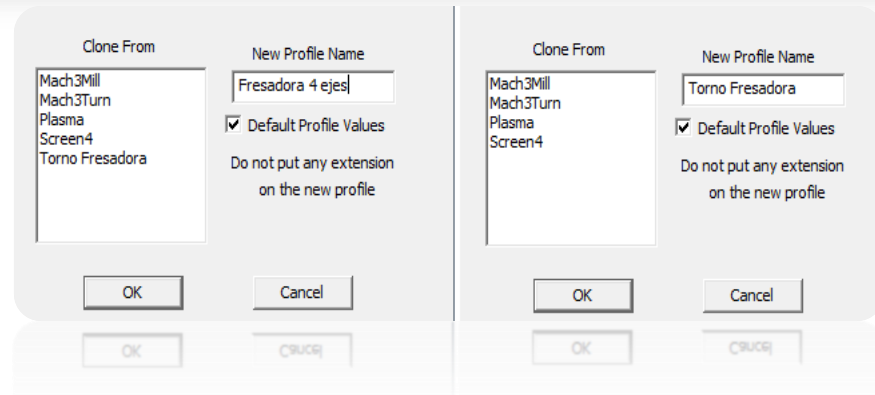 Clone From
New Profile Name
Mach3Mill
Mach3Turn
Plasma
Screen4
Torno Fresadora
Fresadora 4 ejes
Default Profile Values
Do not put any extension
on the new profile
OK
Cancel
Clone From
New Profile Name
Mach3Mill
Mach3Turn
Plasma
Screen4
Torno Fresadora
Default Profile Values
Do not put any extension
on the new profile
OK
Cancel